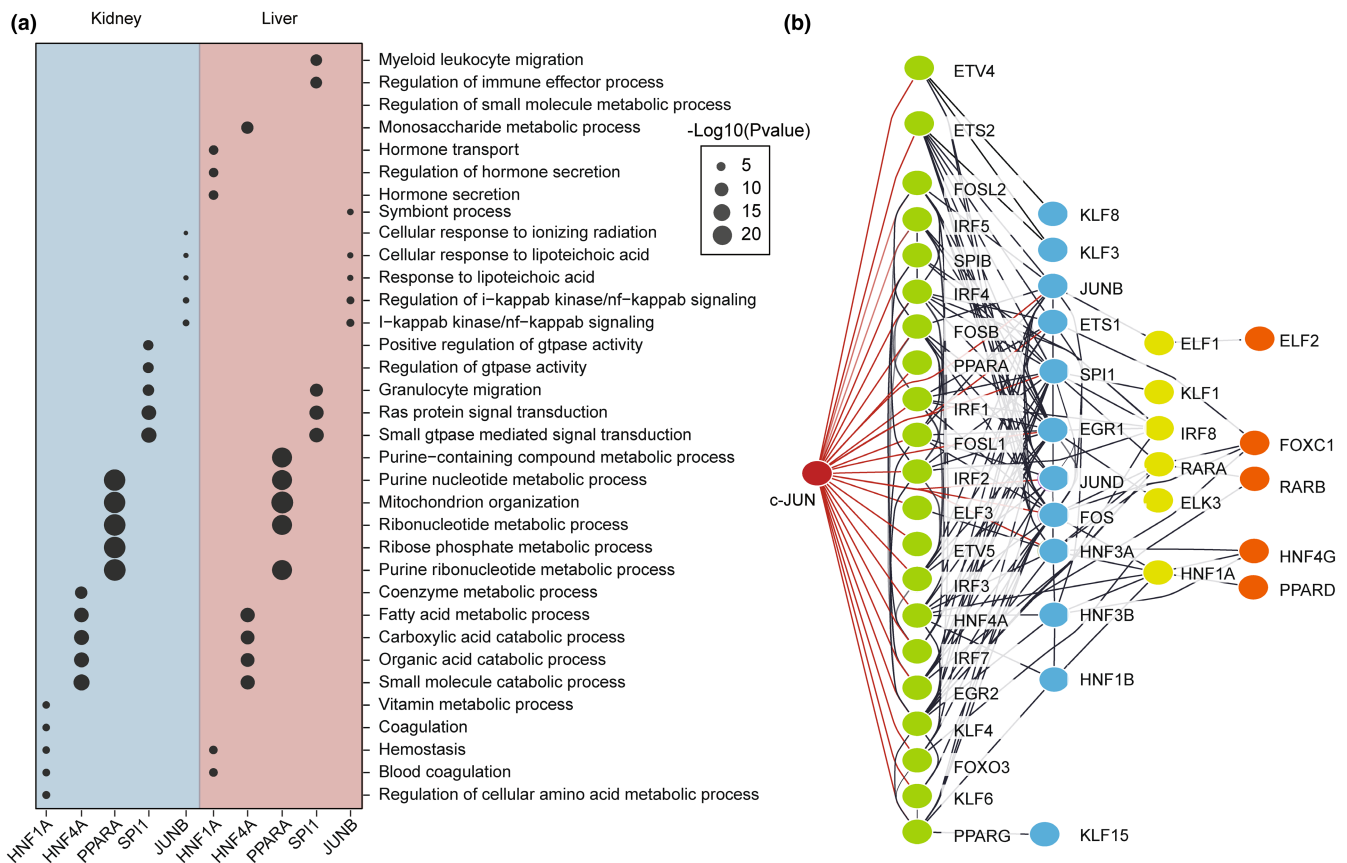 (a)
Kidney
Liver
Myeloid leukocyte migration
Regulation of immune effector process
Regulation of small molecule metabolic process
Monosaccharide metabolic process
Hormone transport
Regulation of hormone secretion
Hormone secretion
Symbiont process
Cellular response to ionizing radiation
Cellular response to lipoteichoic acid
Response to lipoteichoic acid
Regulation of i−kappab kinase/nf−kappab signaling
I−kappab kinase/nf−kappab signaling
Positive regulation of gtpase activity
Regulation of gtpase activity
Granulocyte migration
Ras protein signal transduction
Small gtpase mediated signal transduction
Purine−containing compound metabolic process
Purine nucleotide metabolic process
Mitochondrion organization
Ribonucleotide metabolic process
Ribose phosphate metabolic process
Purine ribonucleotide metabolic process
Coenzyme metabolic process
Fatty acid metabolic process
Carboxylic acid catabolic process
Organic acid catabolic process
Small molecule catabolic process
Vitamin metabolic process
Coagulation
Hemostasis
Blood coagulation
Regulation of cellular amino acid metabolic process
HNF1A
HNF4A
PPARA
SPI1
JUNB
HNF1A
HNF4A
PPARA
SPI1
JUNB
-Log10(Pvalue)
5
10
15
20
(b)
c-JUN
ETV4
ETS2
FOSL2
IRF5
SPIB
IRF4
FOSB
PPARA
IRF1
FOSL1
IRF2
ELF3
ETV5
IRF3
HNF4A
IRF7
EGR2
KLF4
FOXO3
KLF6
PPARG
KLF8
KLF3
JUNB
ETS1
SPI1
EGR1
JUND
FOS
HNF3A
HNF3B
HNF1B
KLF15
ELF1
KLF1
IRF8
RARA
ELK3
HNF1A
ELF2
FOXC1
RARB
HNF4G
PPARD